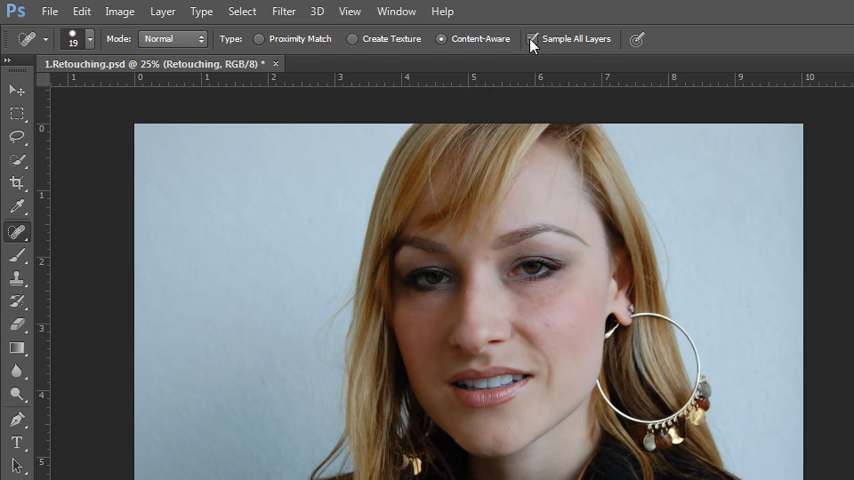 Ps File Edit Image Layer Type Select Filter 3D View Window Help
19 Mode: Normal Type: Proximity Match Create Texture Content-Aware Sample All Layers
1.Retouching.psd @ 25% (Retouching, RGB/8) * ×
1 0 1 2 3 4 5 6 7 8 9 10
0
1
2
3
4
5
T